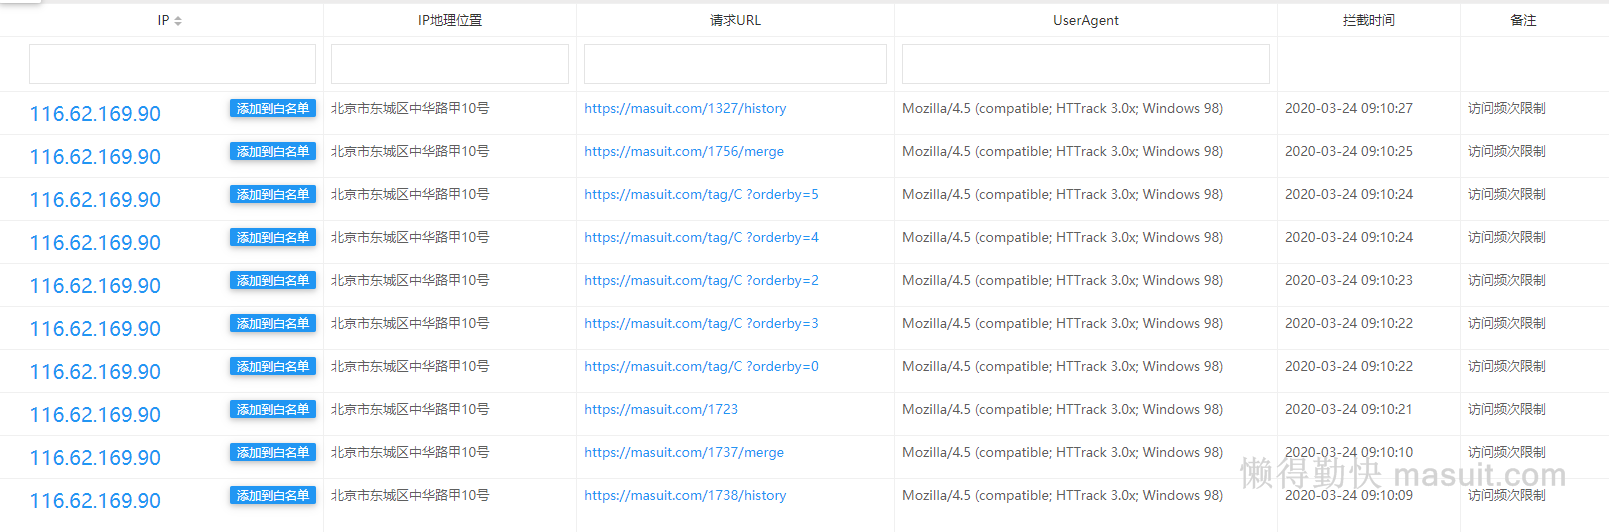 IP IP地理位置 请求URL UserAgent 拦截时间 备注
116.62.169.90 添加到白名单 北京市东城区中华路甲10号 https://masuit.com/1327/history Mozilla/4.5 (compatible; HTTrack 3.0x; Windows 98) 2020-03-24 09:10:27 访问频次限制
116.62.169.90 添加到白名单 北京市东城区中华路甲10号 https://masuit.com/1756/merge Mozilla/4.5 (compatible; HTTrack 3.0x; Windows 98) 2020-03-24 09:10:25 访问频次限制
116.62.169.90 添加到白名单 北京市东城区中华路甲10号 https://masuit.com/tag/C ?orderby=5 Mozilla/4.5 (compatible; HTTrack 3.0x; Windows 98) 2020-03-24 09:10:24 访问频次限制
116.62.169.90 添加到白名单 北京市东城区中华路甲10号 https://masuit.com/tag/C ?orderby=4 Mozilla/4.5 (compatible; HTTrack 3.0x; Windows 98) 2020-03-24 09:10:24 访问频次限制
116.62.169.90 添加到白名单 北京市东城区中华路甲10号 https://masuit.com/tag/C ?orderby=2 Mozilla/4.5 (compatible; HTTrack 3.0x; Windows 98) 2020-03-24 09:10:23 访问频次限制
116.62.169.90 添加到白名单 北京市东城区中华路甲10号 https://masuit.com/tag/C ?orderby=3 Mozilla/4.5 (compatible; HTTrack 3.0x; Windows 98) 2020-03-24 09:10:22 访问频次限制
116.62.169.90 添加到白名单 北京市东城区中华路甲10号 https://masuit.com/tag/C ?orderby=0 Mozilla/4.5 (compatible; HTTrack 3.0x; Windows 98) 2020-03-24 09:10:22 访问频次限制
116.62.169.90 添加到白名单 北京市东城区中华路甲10号 https://masuit.com/1723 Mozilla/4.5 (compatible; HTTrack 3.0x; Windows 98) 2020-03-24 09:10:21 访问频次限制
116.62.169.90 添加到白名单 北京市东城区中华路甲10号 https://masuit.com/1737/merge Mozilla/4.5 (compatible; HTTrack 3.0x; Windows 98) 2020-03-24 09:10:10 访问频次限制
懒得勤快 masuit.com
116.62.169.90 添加到白名单 北京市东城区中华路甲10号 https://masuit.com/1738/history Mozilla/4.5 (compatible; HTTrack 3.0x; Windows 98) 2020-03-24 09:10:09 访问频次限制